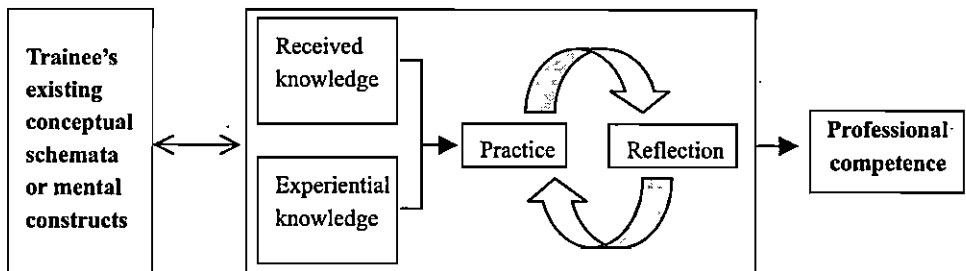 Trainee's
existing
conceptual
schemata
or mental
constructs
Received
knowledge
Experiential
knowledge
Practice
Reflection
Professional
competence